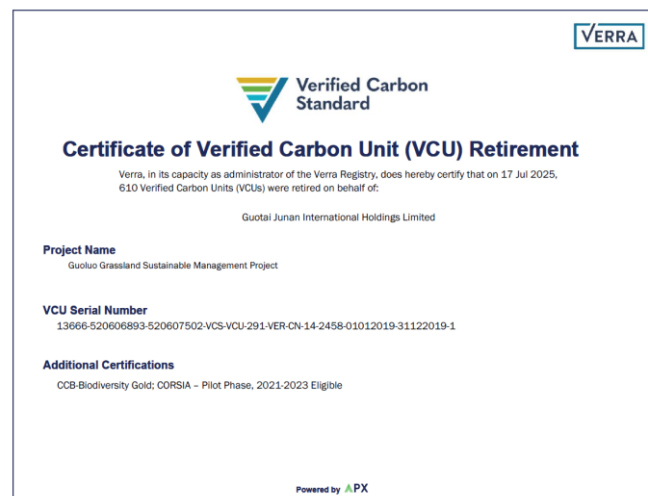 VERRA
Verified Carbon
Standard
Certificate of Verified Carbon Unit (VCU) Retirement
Verra, in its capacity as administrator of the Verra Registry, does hereby certify that on 17 Jul 2025,
610 Verified Carbon Units (VCUs) were retired on behalf of:
Guotai Junan International Holdings Limited
Project Name
Guoluo Grassland Sustainable Management Project
VCU Serial Number
13666-520606893-520607502-VCS-VCU-291-VER-CN-14-2458-01012019-31122019-1
Additional Certifications
CCB-Biodiversity Gold; CORSIA – Pilot Phase, 2021-2023 Eligible
Powered by APX